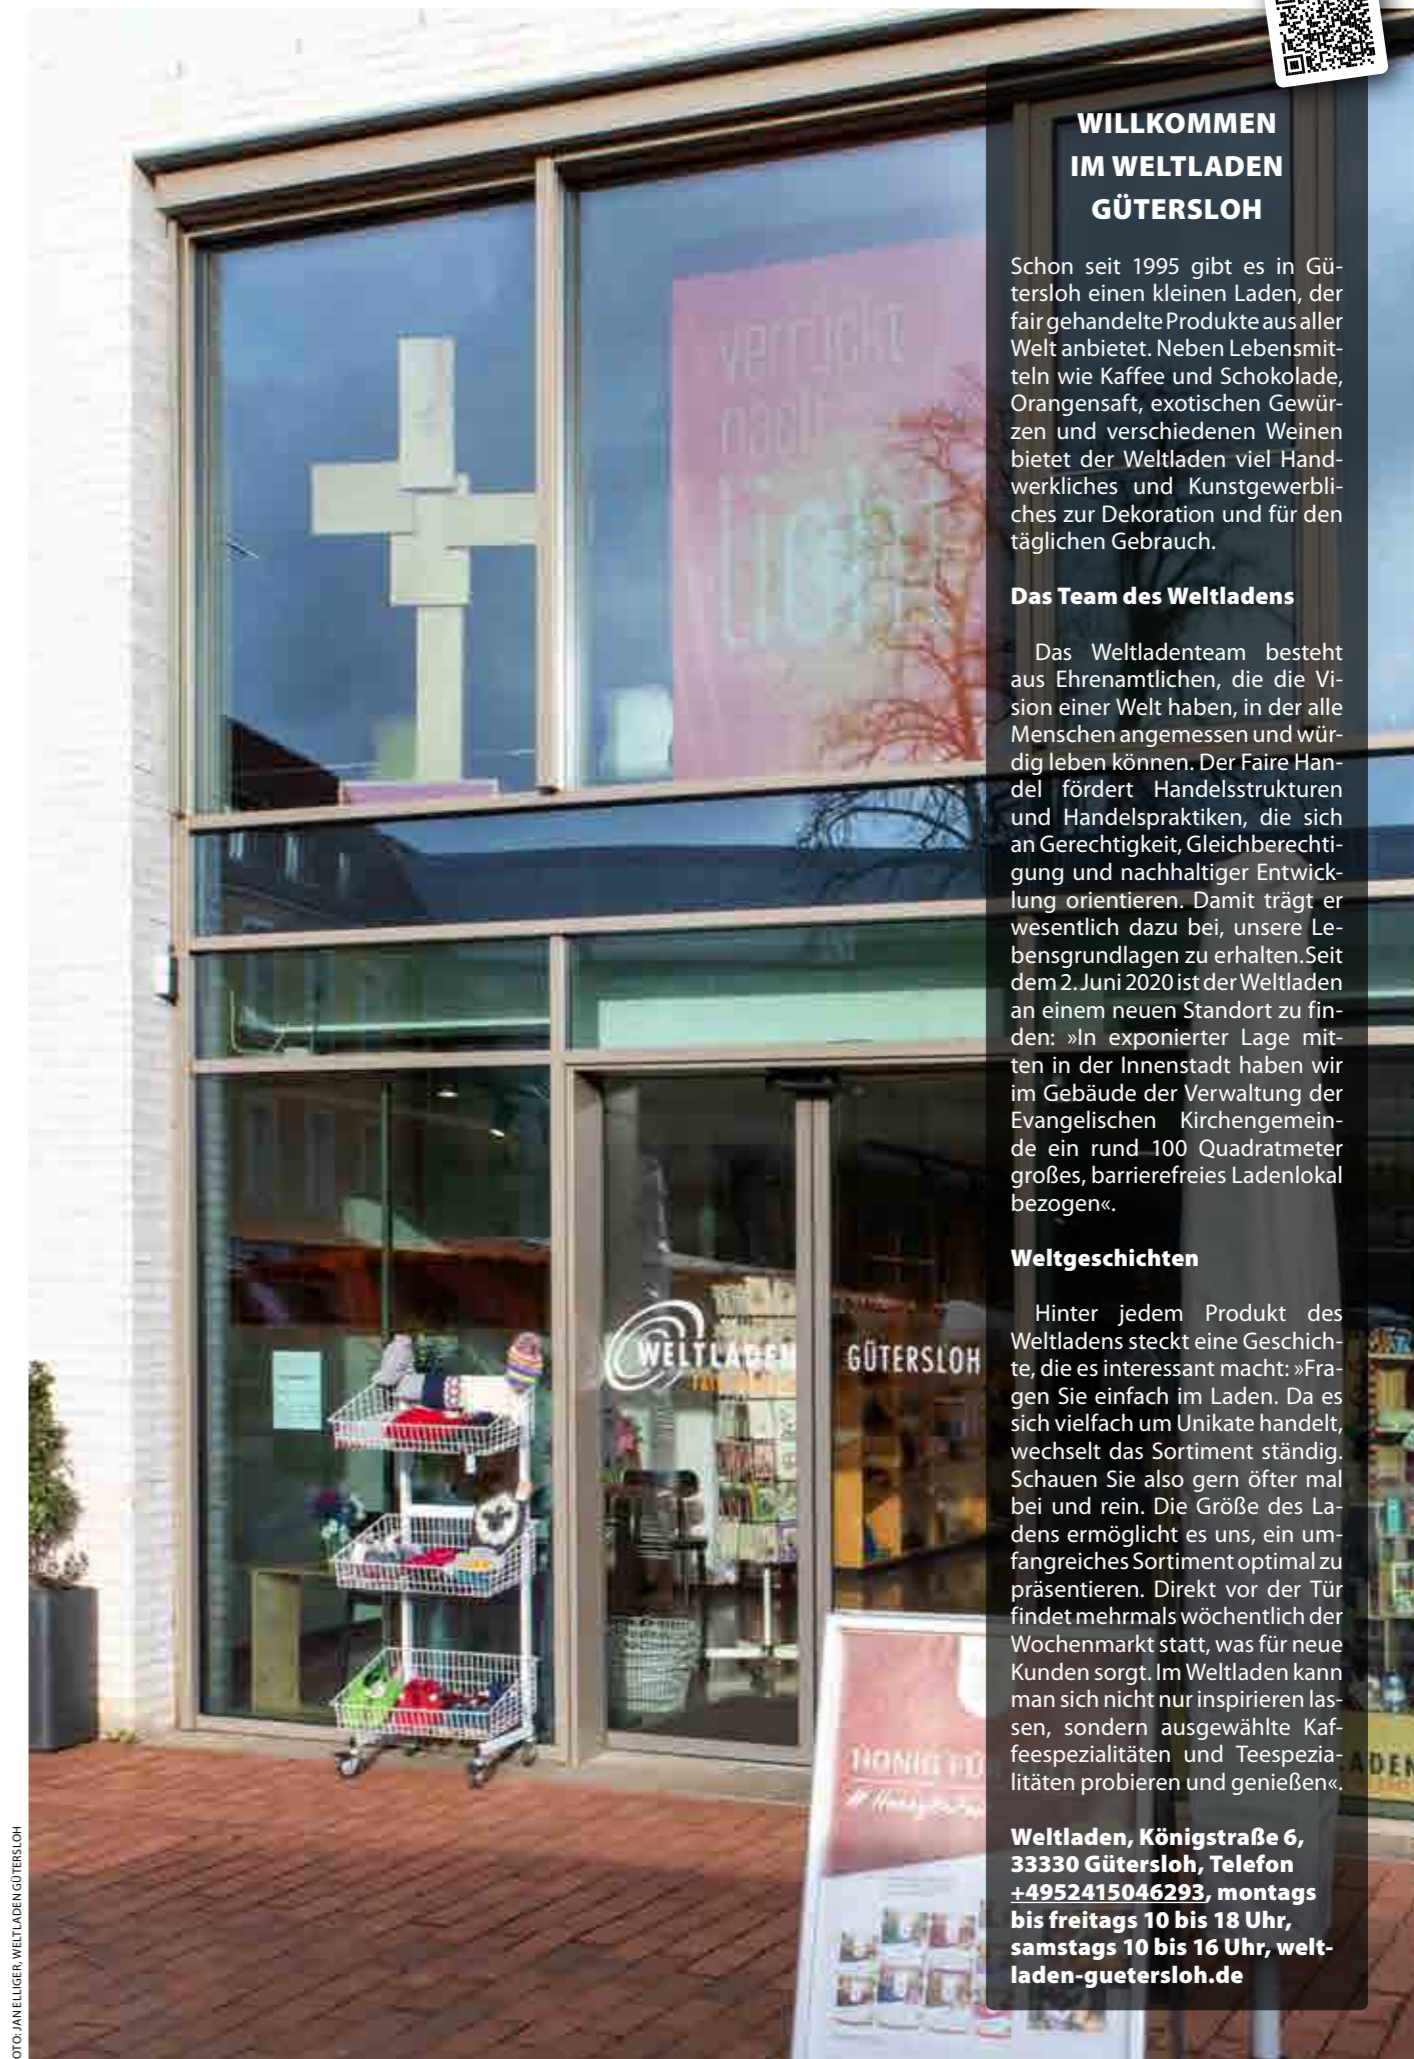 WILLKOMMEN
IM WELTLADEN
GÜTERSLOH
Schon seit 1995 gibt es in Gü-
tersloh einen kleinen Laden, der
fair gehandelte Produkte aus aller
Welt anbietet. Neben Lebensmit-
teln wie Kaffee und Schokolade,
Orangensaft, exotischen Gewür-
zen und verschiedenen Weinen
bietet der Weltladen viel Hand-
werkliches und Kunstgewerbli-
ches zur Dekoration und für den
täglichen Gebrauch.
Das Team des Weltladens
Das Weltladenteam besteht
aus Ehrenamtlichen, die die Vi-
sion einer Welt haben, in der alle
Menschen angemessen und wür-
dig leben können. Der Faire Han-
del fördert Handelsstrukturen
und Handelspraktiken, die sich
an Gerechtigkeit, Gleichberechti-
gung und nachhaltiger Entwick-
lung orientieren. Damit trägt er
wesentlich dazu bei, unsere Le-
bensgrundlagen zu erhalten.Seit
dem 2. Juni 2020 ist der Weltladen
an einem neuen Standort zu fin-
den: »In exponierter Lage mit-
ten in der Innenstadt haben wir
im Gebäude der Verwaltung der
Evangelischen Kirchengemein-
de ein rund 100 Quadratmeter
großes, barrierefreies Ladenlokal
bezogen«.
Weltgeschichten
Hinter jedem Produkt des
Weltladens steckt eine Geschich-
te, die es interessant macht: »Fra-
gen Sie einfach im Laden. Da es
sich vielfach um Unikate handelt,
wechselt das Sortiment ständig.
Schauen Sie also gern öfter mal
bei und rein. Die Größe des La-
dens ermöglicht es uns, ein um-
fangreiches Sortiment optimal zu
präsentieren. Direkt vor der Tür
findet mehrmals wöchentlich der
Wochenmarkt statt, was für neue
Kunden sorgt. Im Weltladen kann
man sich nicht nur inspirieren las-
sen, sondern ausgewählte Kaf-
feespezialitäten und Teespezia-
litäten probieren und genießen«.
Weltladen, Königstraße 6,
33330 Gütersloh, Telefon
+4952415046293, montags
bis freitags 10 bis 18 Uhr,
samstags 10 bis 16 Uhr, welt-
laden-guetersloh.de
verrückt
nach
WELTLADEN
GÜTERSLOH
HONIG FÜ
ADEN
OTO: JAN ELLIGER, WELTLADEN GÜTERSLOH